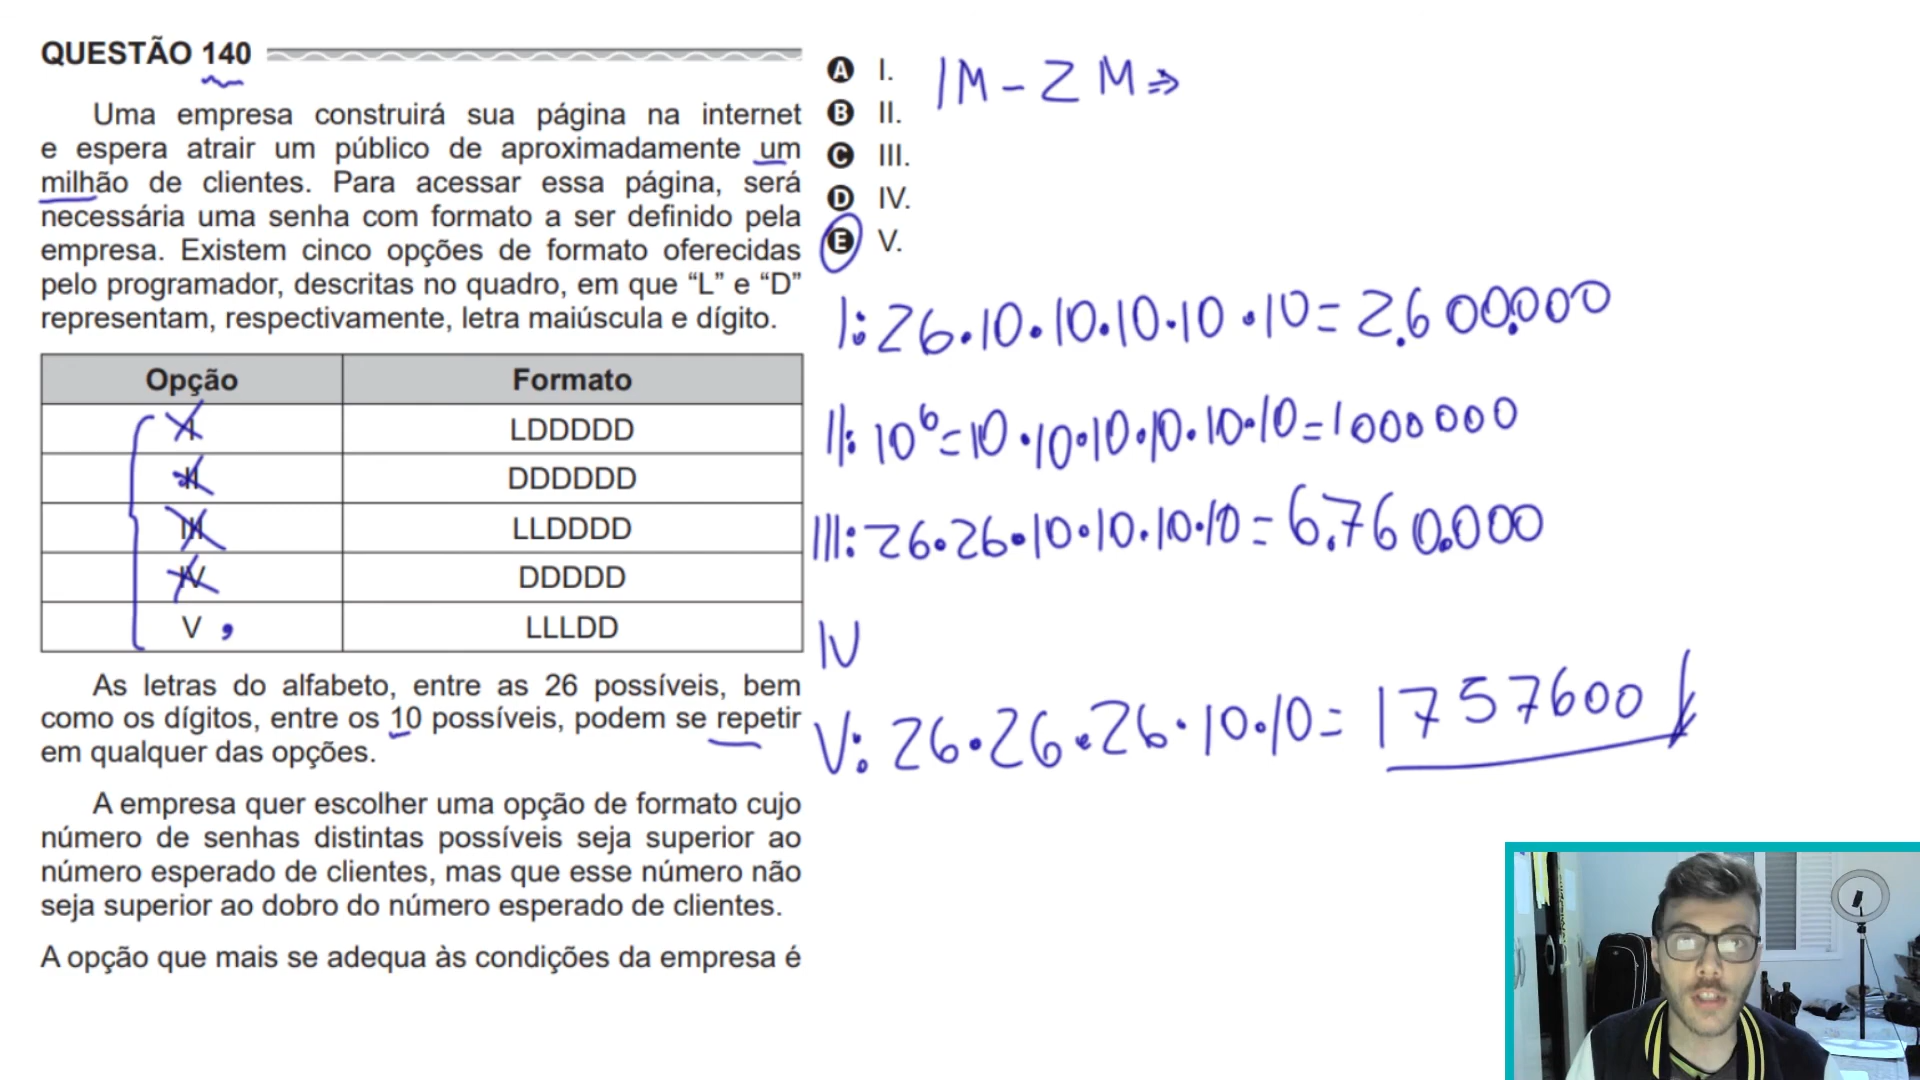 QUESTÃO 140
Uma empresa construirá sua página na internet
e espera atrair um público de aproximadamente um
milhão de clientes. Para acessar essa página, será
necessária uma senha com formato a ser definido pela
empresa. Existem cinco opções de formato oferecidas
pelo programador, descritas no quadro, em que “L” e “D”
representam, respectivamente, letra maiúscula e dígito.
Opção Formato
I LDDDDD
II DDDDDD
III LLDDDD
IV DDDDD
V LLLDD
As letras do alfabeto, entre as 26 possíveis, bem
como os dígitos, entre os 10 possíveis, podem se repetir
em qualquer das opções.
A empresa quer escolher uma opção de formato cujo
número de senhas distintas possíveis seja superior ao
número esperado de clientes, mas que esse número não
seja superior ao dobro do número esperado de clientes.
A opção que mais se adequa às condições da empresa é
A I.
B II.
C III.
D IV.
E V.
1M - 2M ⇒
I: 26.10.10.10.10.10 = 2.600.000
II: 10⁶ = 10.10.10.10.10.10 = 1000000
III: 26.26.10.10.10.10 = 6.760.000
IV
V: 26.26.26.10.10 = 1757600